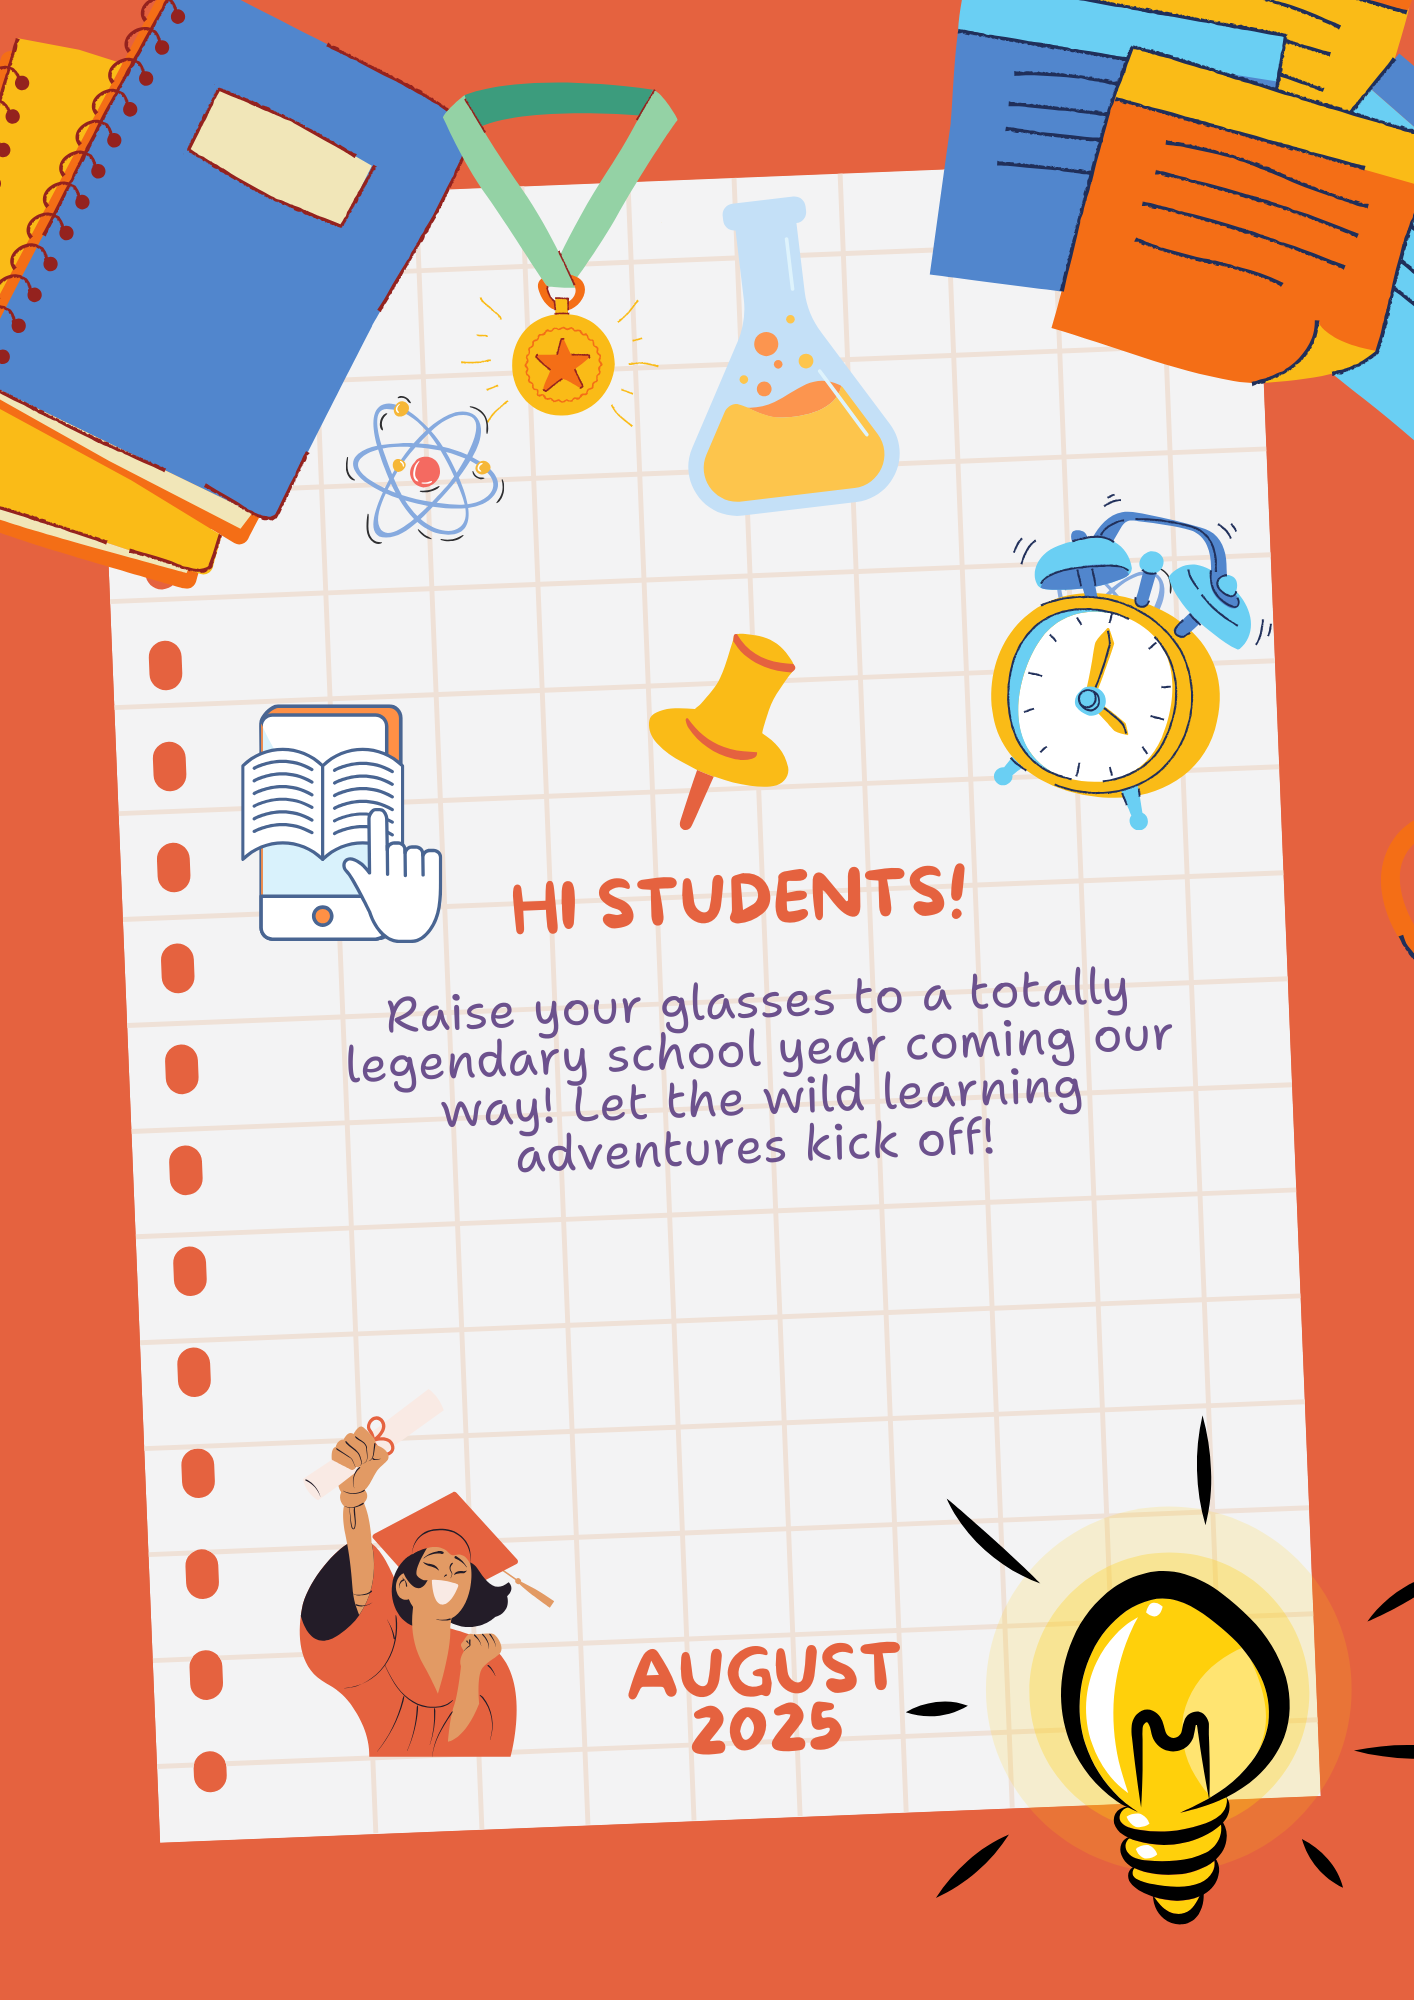 HI STUDENTS!
Raise your glasses to a totally
legendary school year coming our
way! Let the wild learning
adventures kick off!
AUGUST
2025